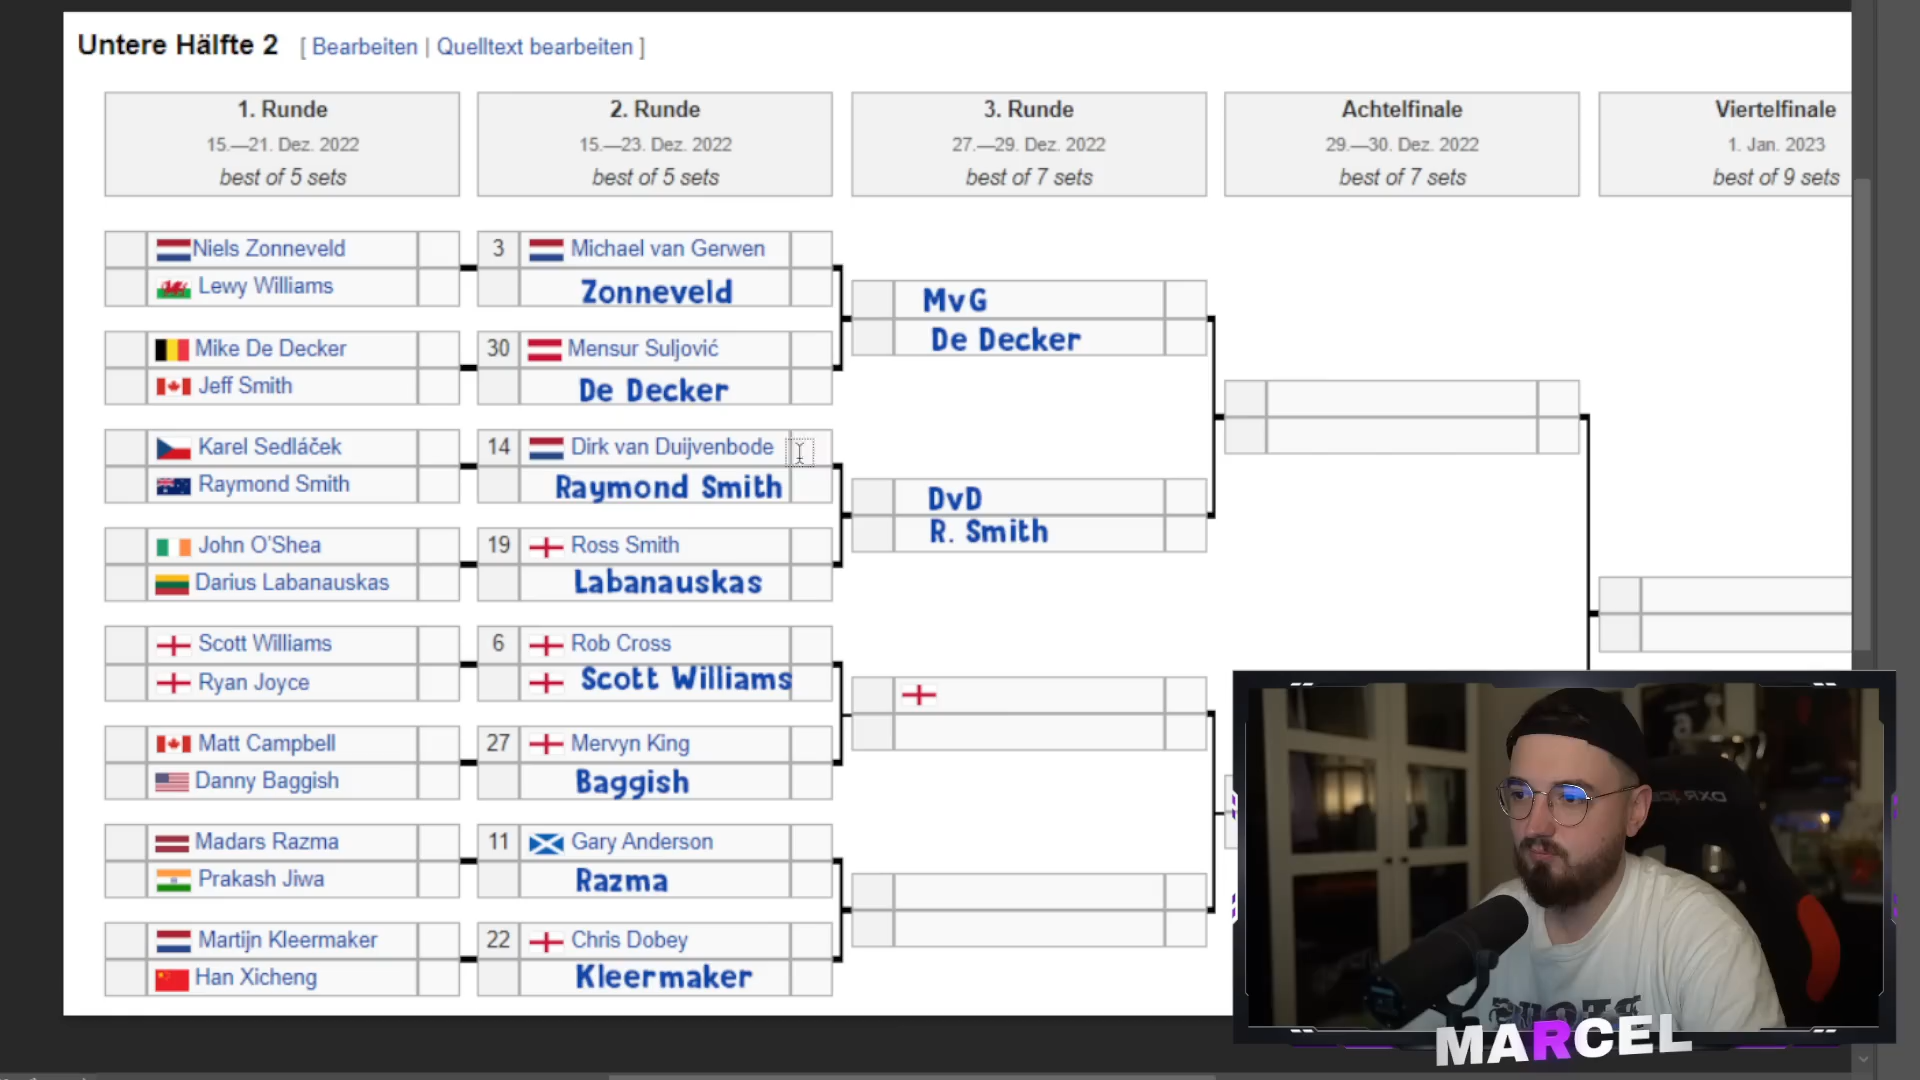 Untere Hälfte 2 [ Bearbeiten | Quelltext bearbeiten ]
1. Runde
15.—21. Dez. 2022
best of 5 sets
2. Runde
15.—23. Dez. 2022
best of 5 sets
3. Runde
27.—29. Dez. 2022
best of 7 sets
Achtelfinale
29.—30. Dez. 2022
best of 7 sets
Viertelfinale
1. Jan. 2023
best of 9 sets
Niels Zonneveld
Lewy Williams
Mike De Decker
Jeff Smith
Karel Sedláček
Raymond Smith
John O'Shea
Darius Labanauskas
Scott Williams
Ryan Joyce
Matt Campbell
Danny Baggish
Madars Razma
Prakash Jiwa
Martijn Kleermaker
Han Xicheng
3 Michael van Gerwen
Zonneveld
30 Mensur Suljović
De Decker
14 Dirk van Duijvenbode
Raymond Smith
19 Ross Smith
Labanauskas
6 Rob Cross
Scott Williams
27 Mervyn King
Baggish
11 Gary Anderson
Razma
22 Chris Dobey
Kleermaker
MvG
De Decker
DvD
R. Smith
MARCEL